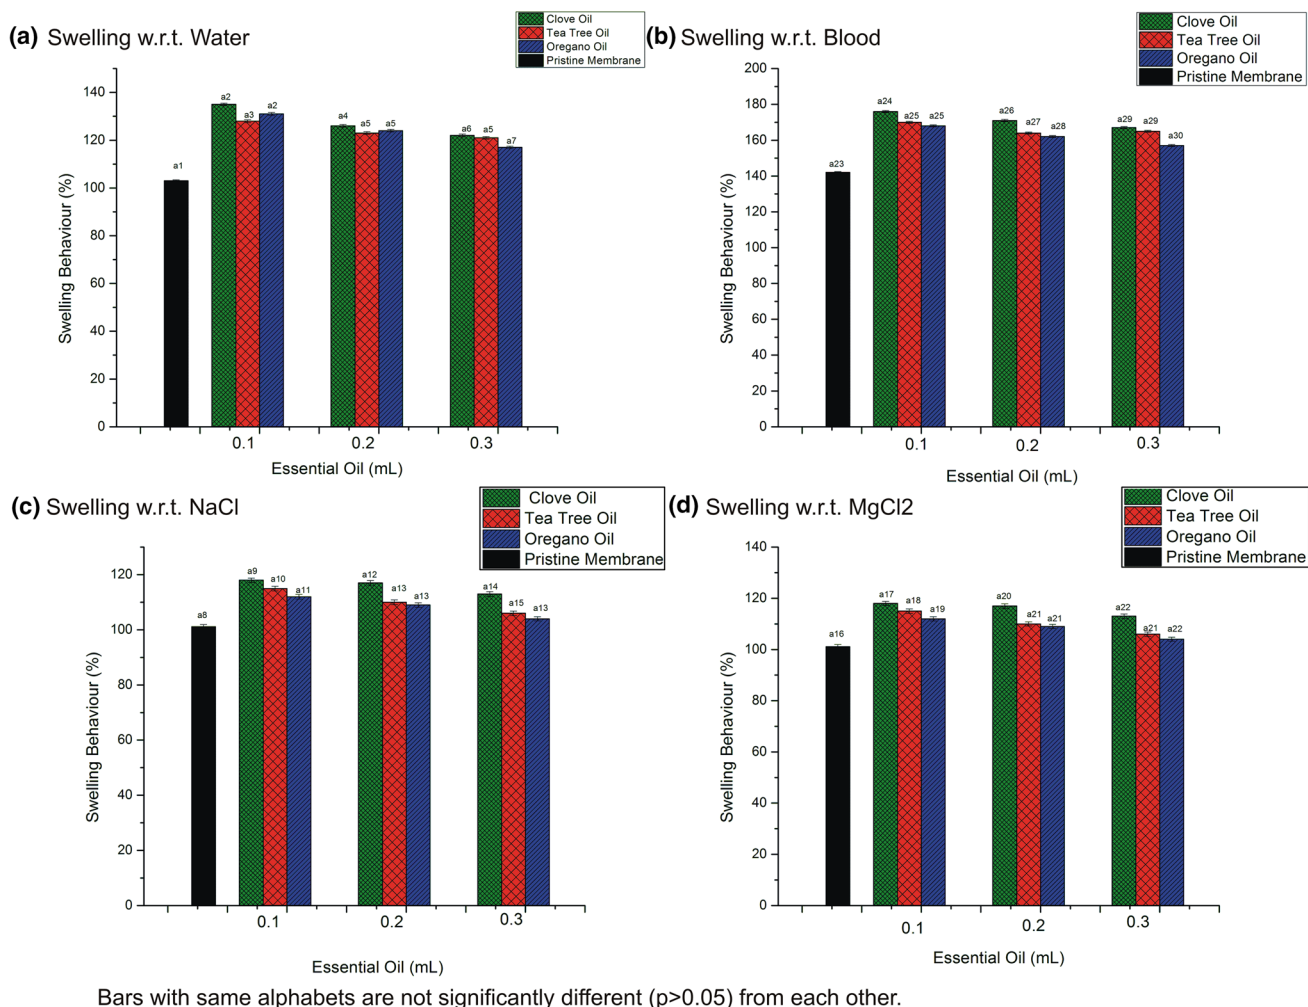 (a) Swelling w.r.t. Water
Clove Oil
Tea Tree Oil
Oregano Oil
Pristine Membrane
140
120
100
80
60
40
20
0
Swelling Behaviour (%)
a1
a2
a3
a2
a4
a5
a5
a6
a5
a7
0.1
0.2
0.3
Essential Oil (mL)
(b) Swelling w.r.t. Blood
Clove Oil
Tea Tree Oil
Oregano Oil
Pristine Membrane
200
180
160
140
120
100
80
60
40
20
0
Swelling Behaviour (%)
a23
a24
a25
a25
a26
a27
a28
a29
a29
a30
0.1
0.2
0.3
Essential Oil (mL)
(c) Swelling w.r.t. NaCl
Clove Oil
Tea Tree Oil
Oregano Oil
Pristine Membrane
120
100
80
60
40
20
0
Swelling Behaviour (%)
a8
a9
a10
a11
a12
a13
a13
a14
a15
a13
0.1
0.2
0.3
Essential Oil (mL)
(d) Swelling w.r.t. MgCl2
Clove Oil
Tea Tree Oil
Oregano Oil
Pristine Membrane
140
120
100
80
60
40
20
0
Swelling Behaviour (%)
a16
a17
a18
a19
a20
a21
a21
a22
a21
a22
0.1
0.2
0.3
Essential Oil (mL)
Bars with same alphabets are not significantly different (p>0.05) from each other.